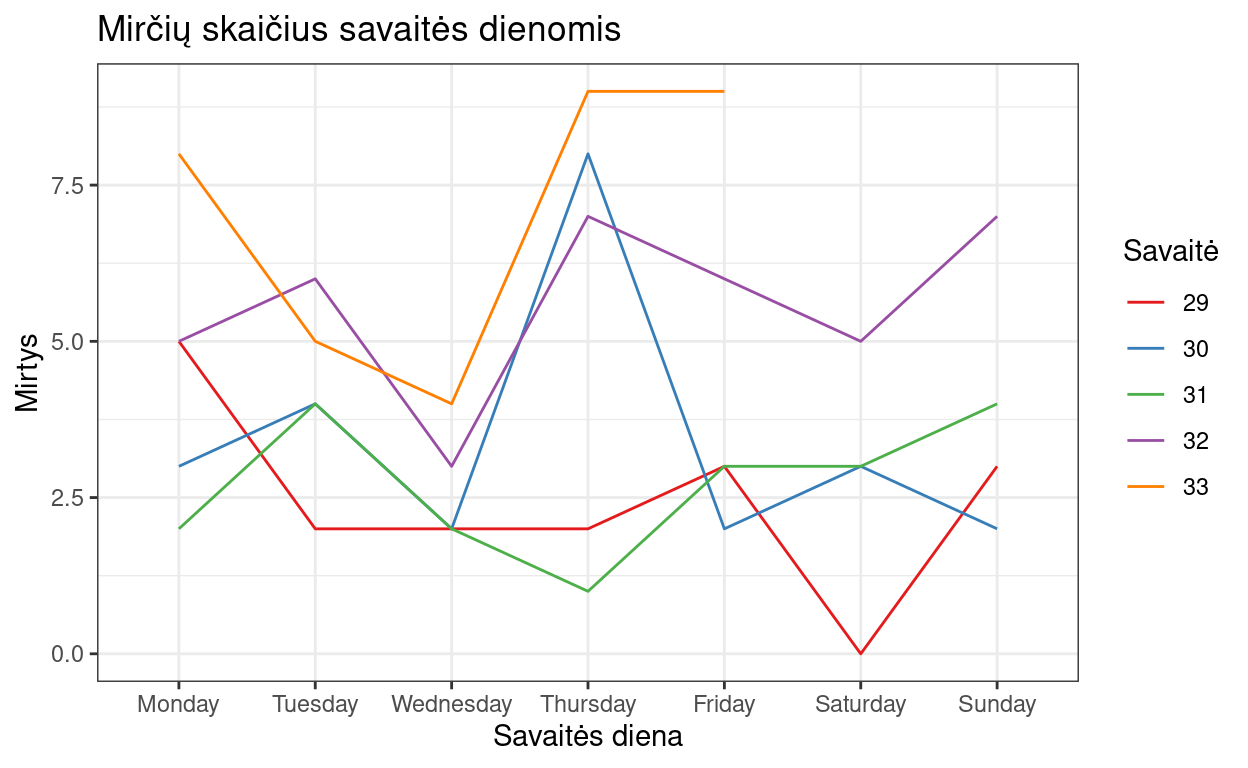 Mirčių skaičius savaitės dienomis
Mirtys
7.5
5.0
2.5
0.0
Monday Tuesday Wednesday Thursday Friday Saturday Sunday
Savaitės diena
Savaitė
29
30
31
32
33